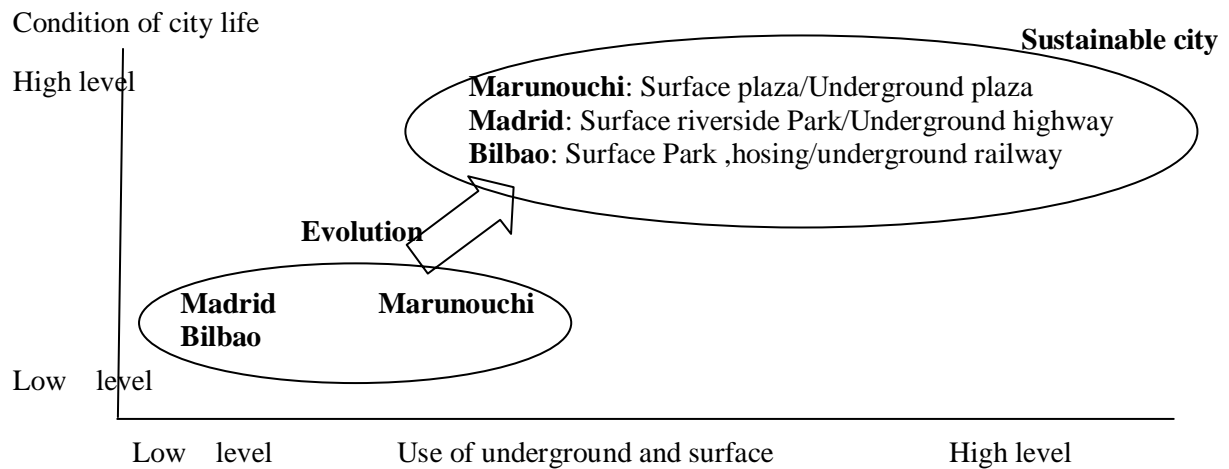 Condition of city life
Sustainable city
High level
Marunouchi: Surface plaza/Underground plaza
Madrid: Surface riverside Park/Underground highway
Bilbao: Surface Park ,hosing/underground railway
Evolution
Madrid Marunouchi
Bilbao
Low level
Low level Use of underground and surface High level